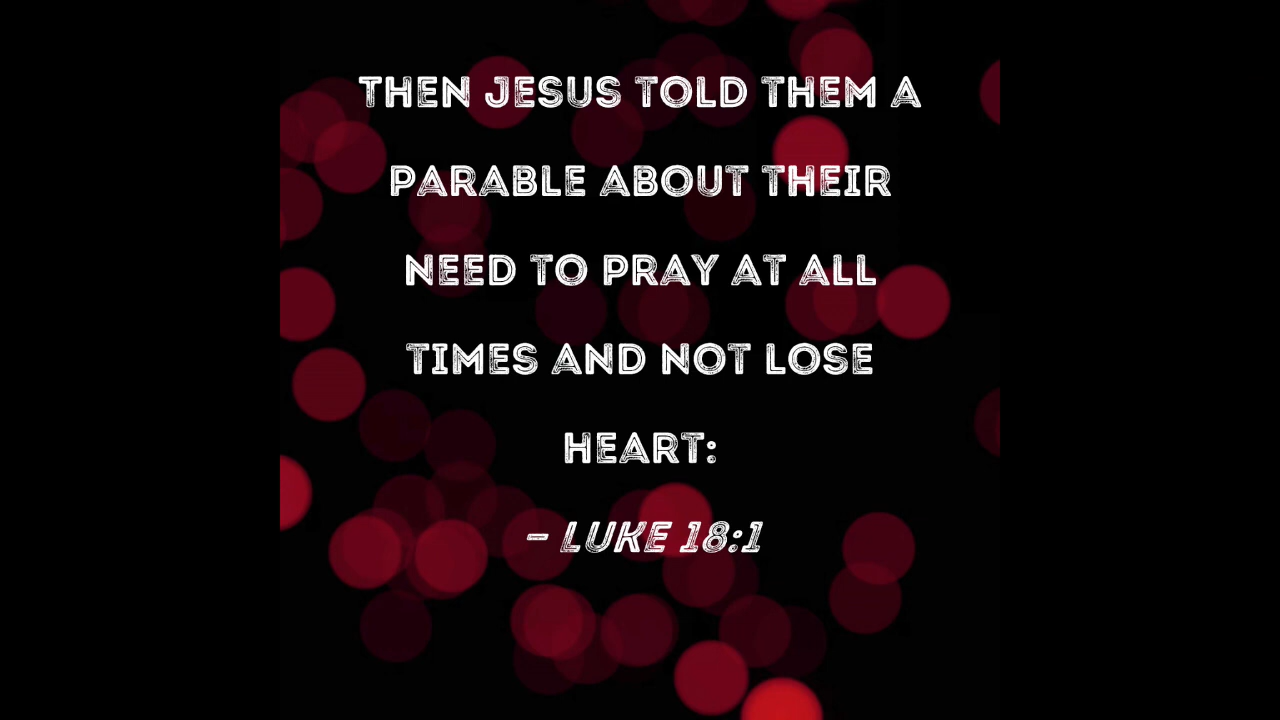 THEN JESUS TOLD THEM A
PARABLE ABOUT THEIR
NEED TO PRAY AT ALL
TIMES AND NOT LOSE
HEART:
– LUKE 18:1